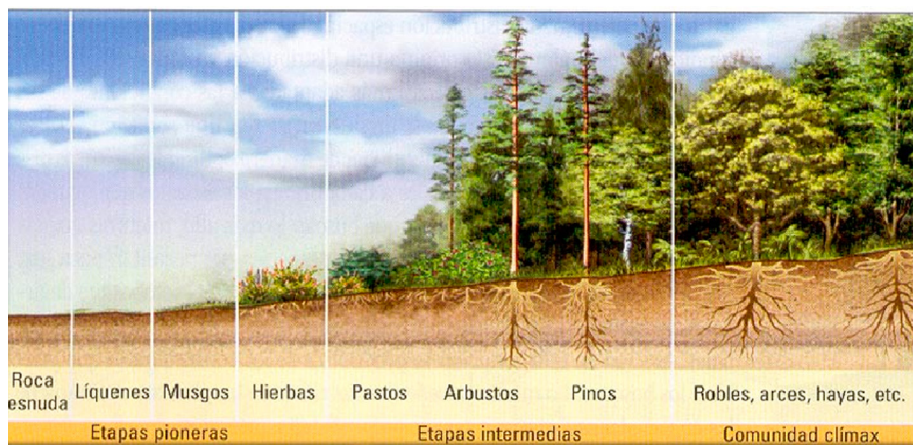 Roca
esnuda
Líquenes
Musgos
Hierbas
Pastos
Arbustos
Pinos
Robles, arces, hayas, etc.
Etapas pioneras
Etapas intermedias
Comunidad clímax